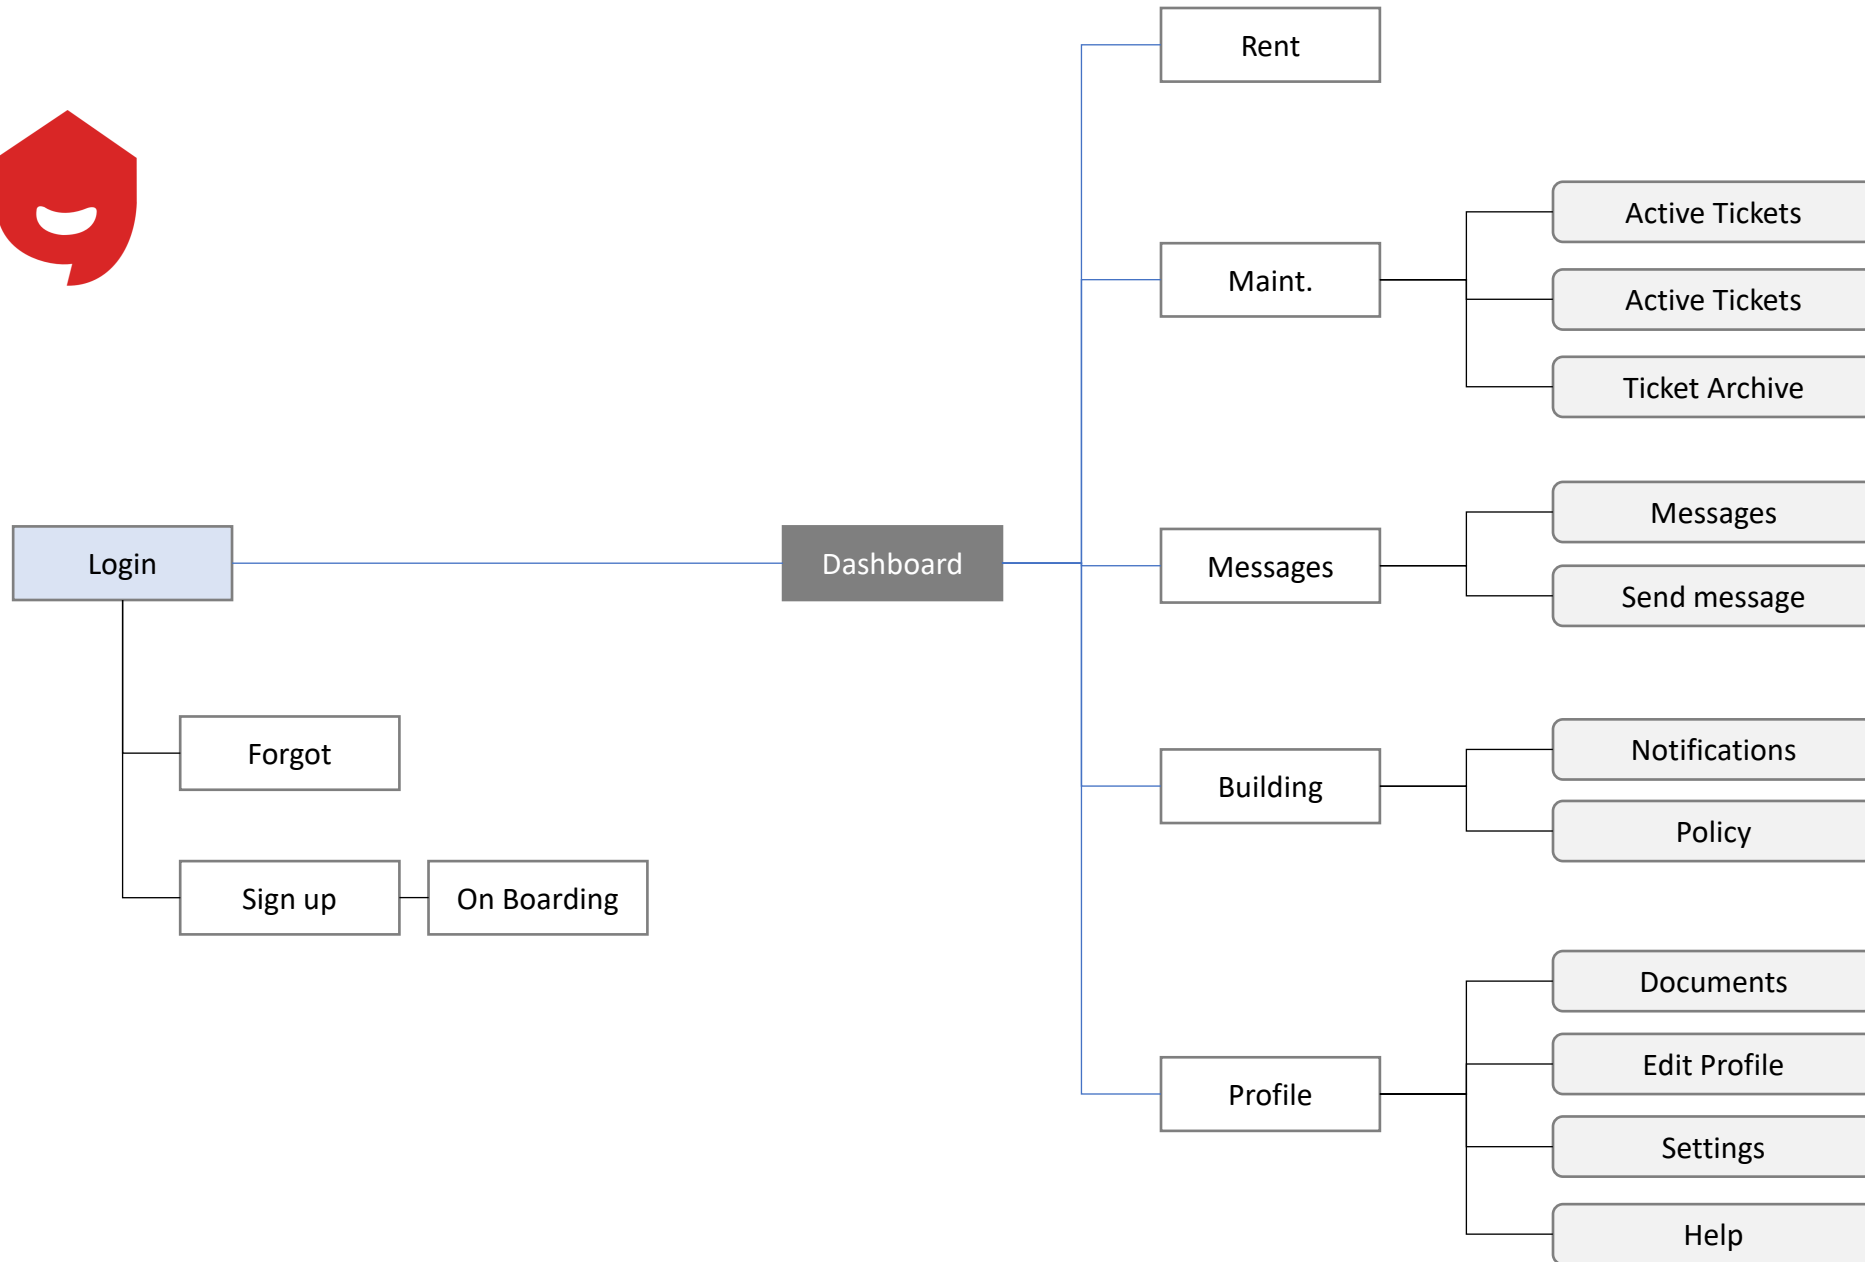 Rent
Active Tickets
Maint.
Active Tickets
Ticket Archive
Messages
Login
Dashboard
Messages
Send message
Forgot
Notifications
Building
Policy
Sign up
On Boarding
Documents
Edit Profile
Profile
Settings
Help